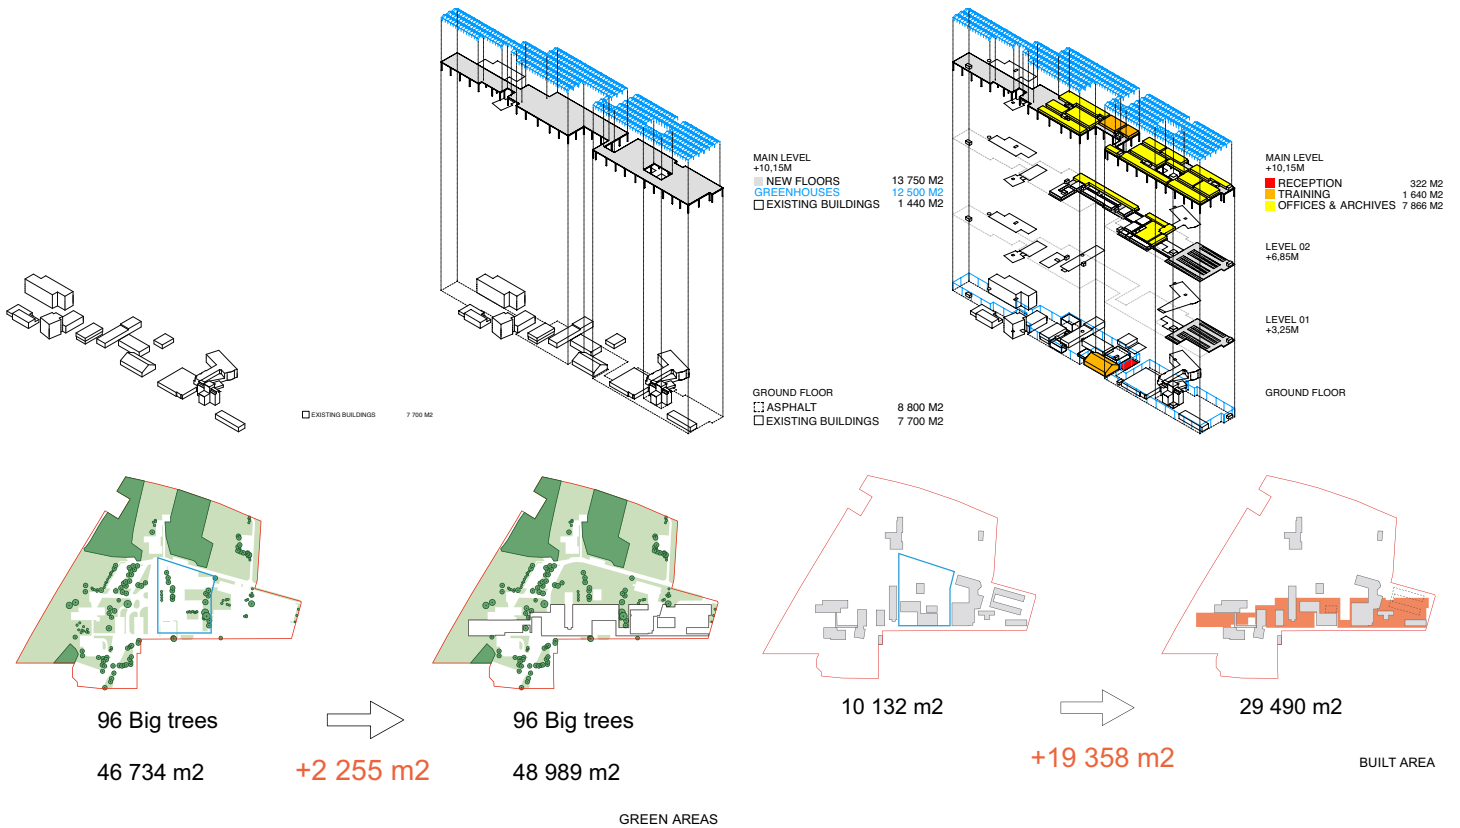 EXISTING BUILDINGS 7 700 M2
MAIN LEVEL
+10,15M
NEW FLOORS 13 750 M2
GREENHOUSES 12 500 M2
EXISTING BUILDINGS 1 440 M2
GROUND FLOOR
ASPHALT 8 800 M2
EXISTING BUILDINGS 7 700 M2
MAIN LEVEL
+10,15M
RECEPTION 322 M2
TRAINING 1 640 M2
OFFICES & ARCHIVES 7 866 M2
LEVEL 02
+6,85M
LEVEL 01
+3,25M
GROUND FLOOR
96 Big trees
46 734 m2
+2 255 m2
96 Big trees
48 989 m2
GREEN AREAS
10 132 m2
+19 358 m2
29 490 m2
BUILT AREA